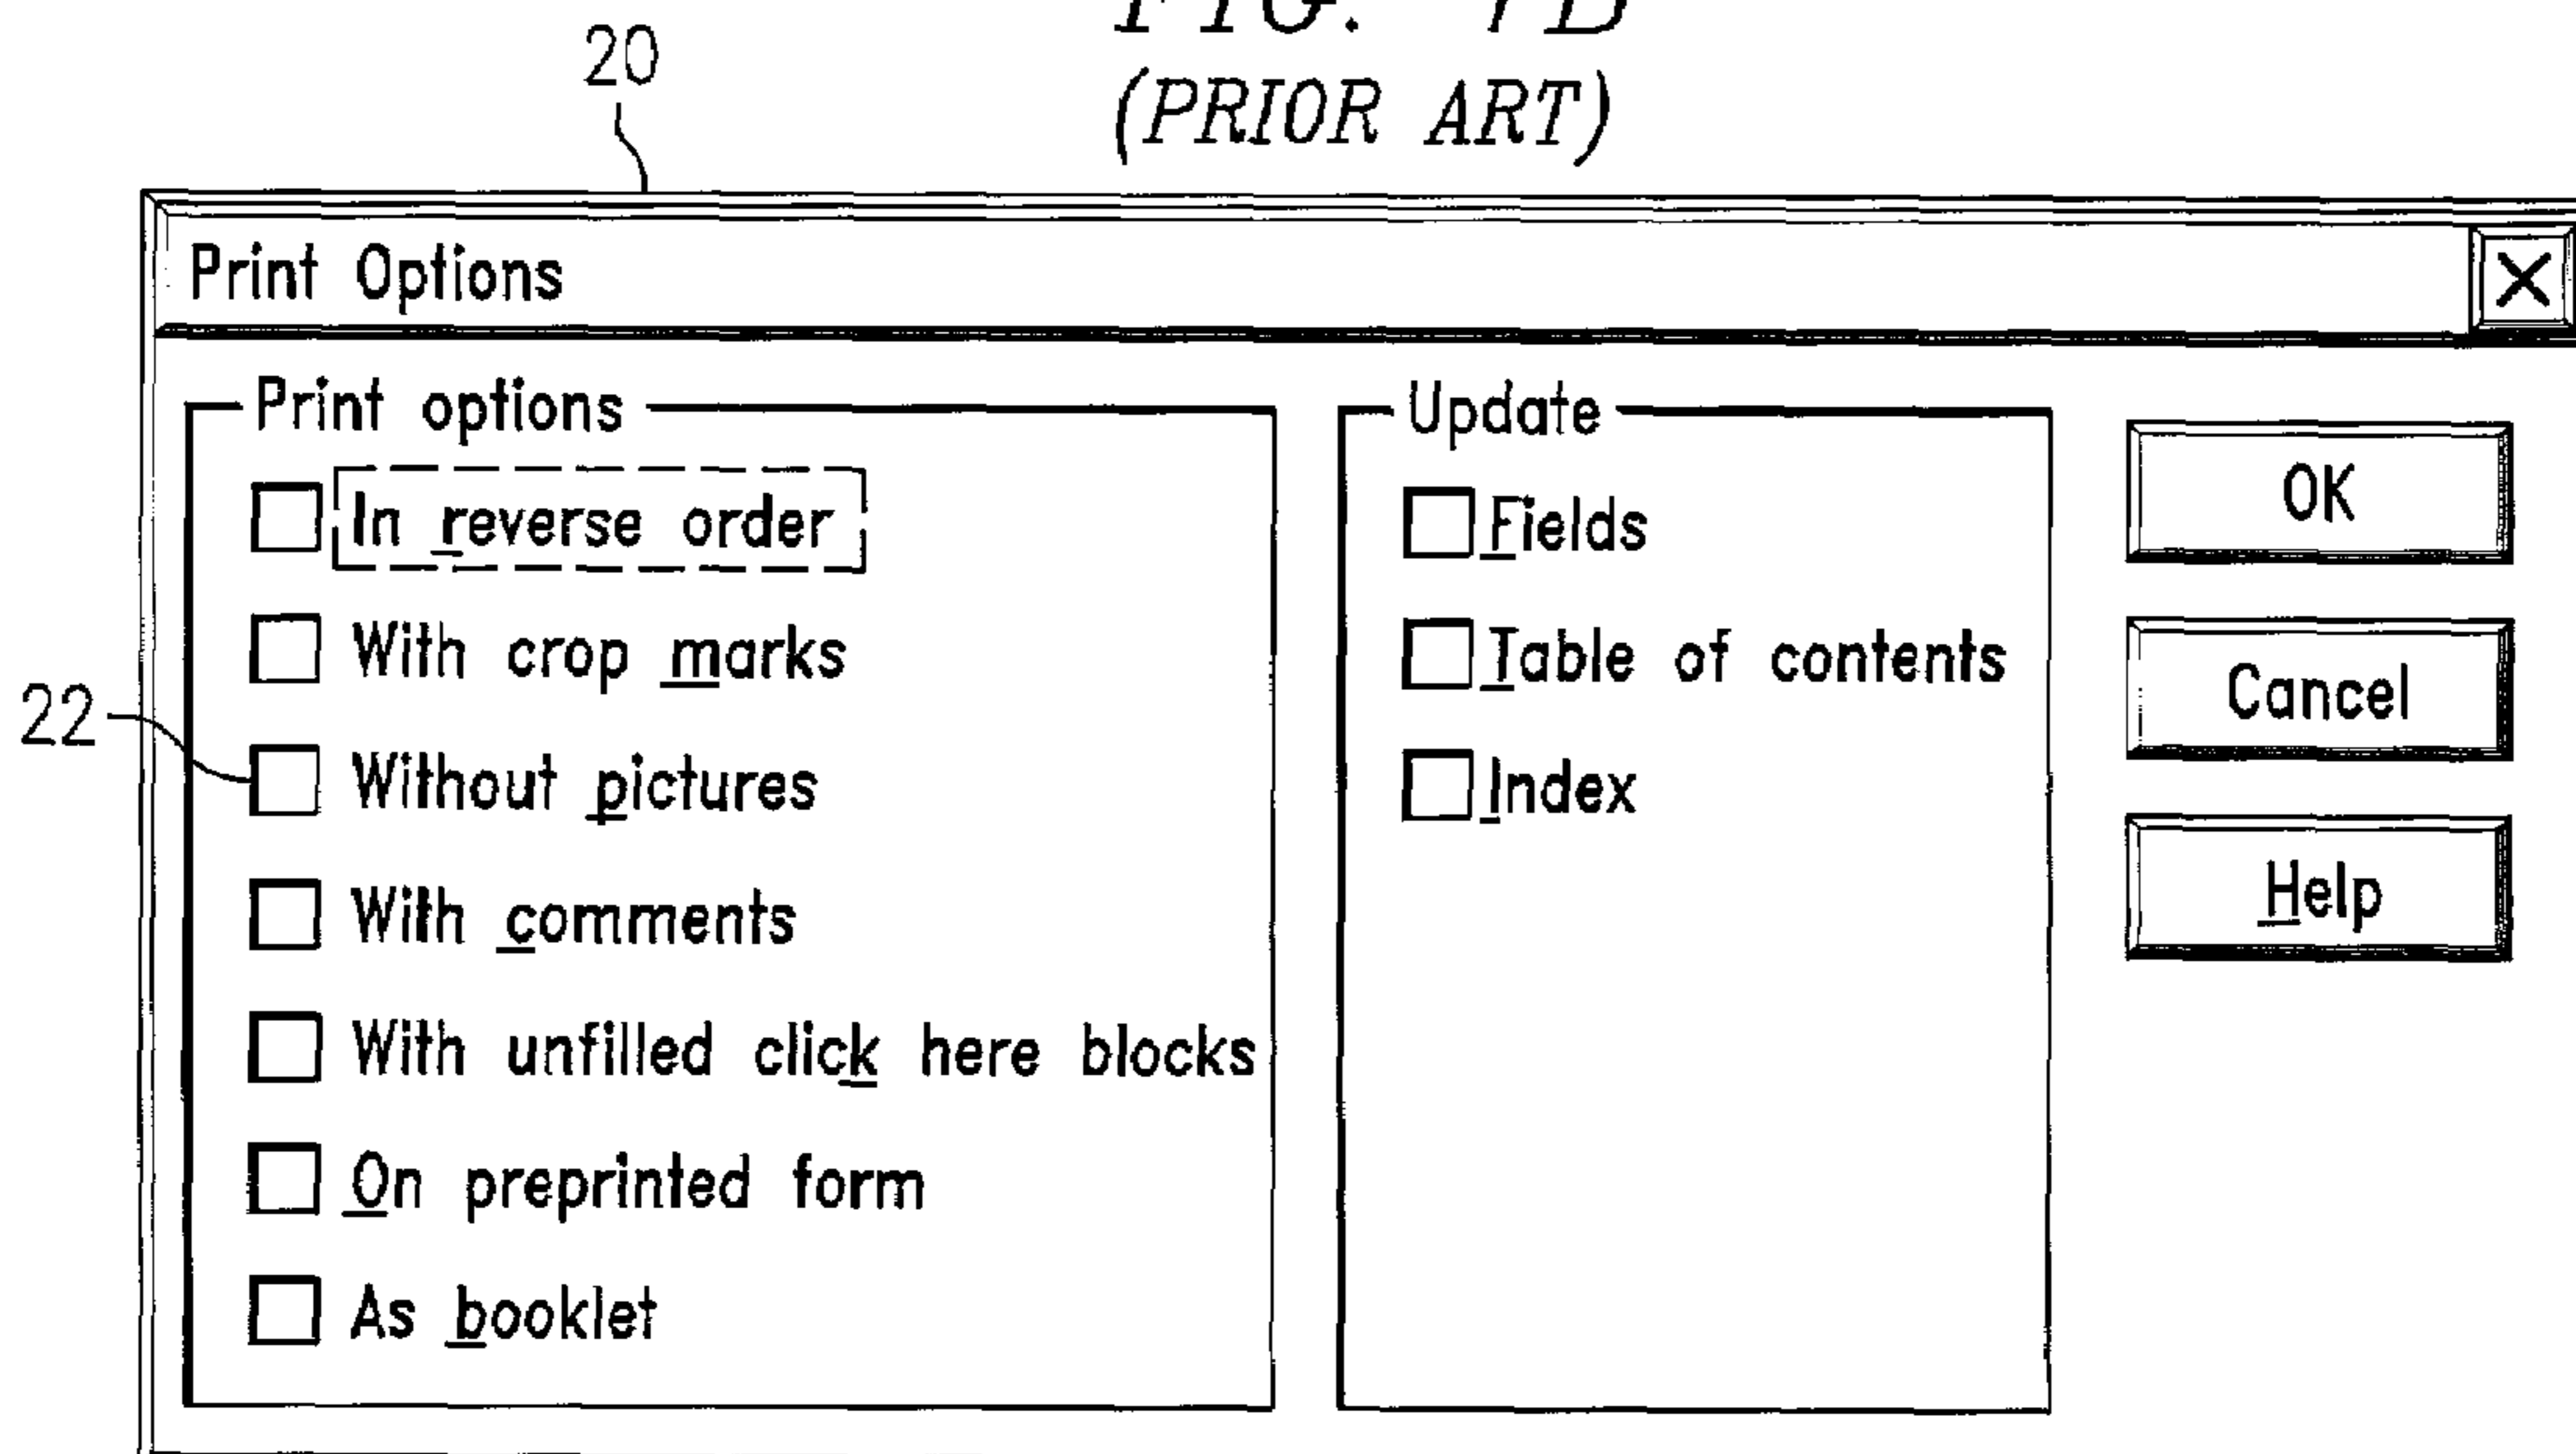 FIG.
(PRIOR ART)
20
Print Options
Print options
In reverse order
With crop marks
22
Without pictures
With comments
With unfilled click here blocks
On preprinted form
As booklet
Update
Fields
Table of contents
Index
OK
Cancel
Help